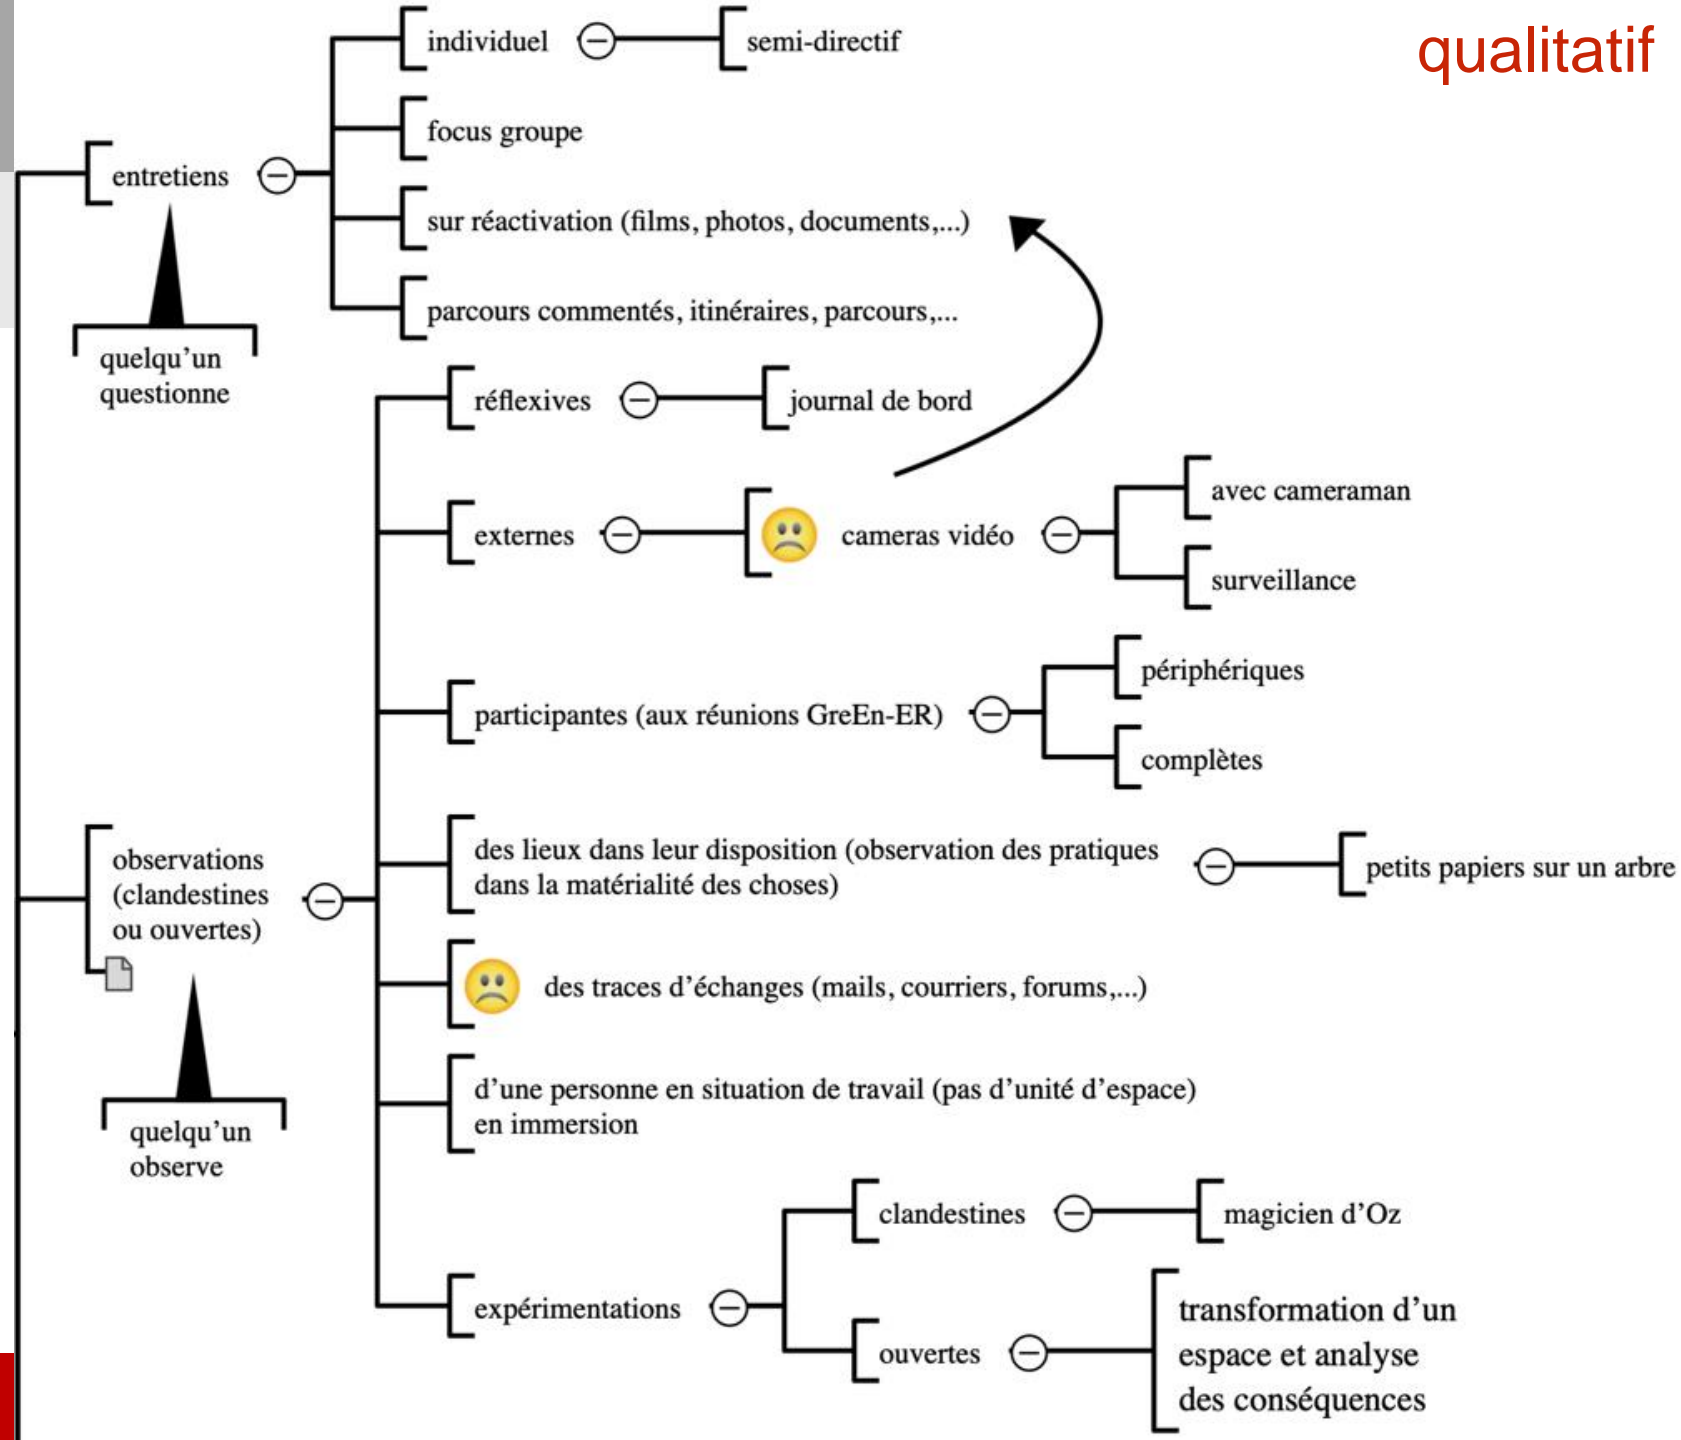 qualitatif
individuel
semi-directif
focus groupe
entretiens
sur réactivation (films, photos, documents,...)
parcours commentés, itinéraires, parcours,...
quelqu’un
questionne
réflexives
journal de bord
externes
cameras vidéo
avec cameraman
surveillance
participantes (aux réunions GreEn-ER)
périphériques
complètes
observations
(clandestines
ou ouvertes)
des lieux dans leur disposition (observation des pratiques
dans la matérialité des choses)
petits papiers sur un arbre
des traces d’échanges (mails, courriers, forums,...)
d’une personne en situation de travail (pas d’unité d’espace)
en immersion
quelqu’un
observe
expérimentations
clandestines
magicien d’Oz
ouvertes
transformation d’un
espace et analyse
des conséquences